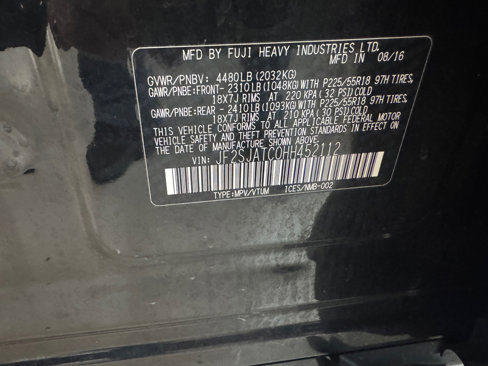 MFD BY FUJI HEAVY INDUSTRIES LTD.
MFD IN 08/16
GVWR/PNBV: 4480LB(2032KG)
GAWR/PNBE:FRONT- 2310LB(1048KG)WITH P225/55R18 97H TIRES,
18X7J RIMS AT 220 KPA(32 PSI)COLD
GAWR/PNBE:REAR - 2410LB(1093KG)WITH P225/55R18 97H TIRES,
18X7J RIMS AT 210 KPA(30 PSI)COLD
THIS VEHICLE CONFORMS TO ALL APPLICABLE FEDERAL MOTOR
VEHICLE SAFETY AND THEFT PREVENTION STANDARDS IN EFFECT ON
THE DATE OF MANUFACTURE SHOWN ABOVE.
VIN: JF2SJATC0HH452112
TYPE:MPV/VTUM ICES/NMB-002